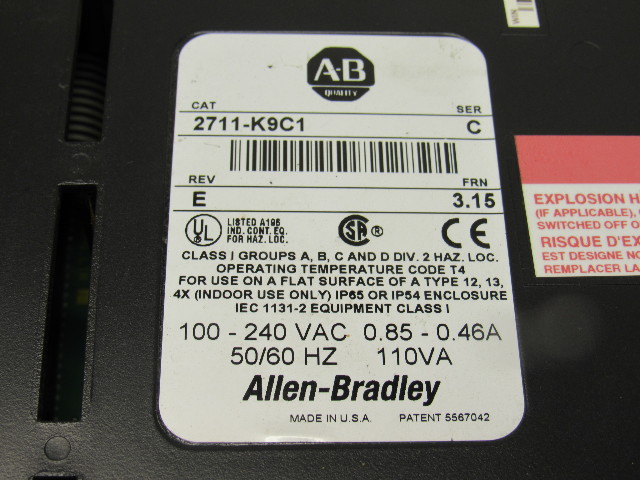 A-B
QUALITY
CAT SER
2711-K9C1 C
REV FRN
E 3.15
UL LISTED A196
IND. CONT. EQ.
FOR HAZ. LOC.
SA ® CE
CLASS I GROUPS A, B, C AND D DIV. 2 HAZ. LOC.
OPERATING TEMPERATURE CODE T4
FOR USE ON A FLAT SURFACE OF A TYPE 12, 13,
4X (INDOOR USE ONLY) IP65 OR IP54 ENCLOSURE
IEC 1131-2 EQUIPMENT CLASS I
100 - 240 VAC 0.85 - 0.46A
50/60 HZ 110VA
Allen-Bradley
MADE IN U.S.A. PATENT 5567042
EXPLOSION H
(IF APPLICABLE),
SWITCHED OFF O
RISQUE D'EX
EST DESIGNE NO
REMPLACER LA